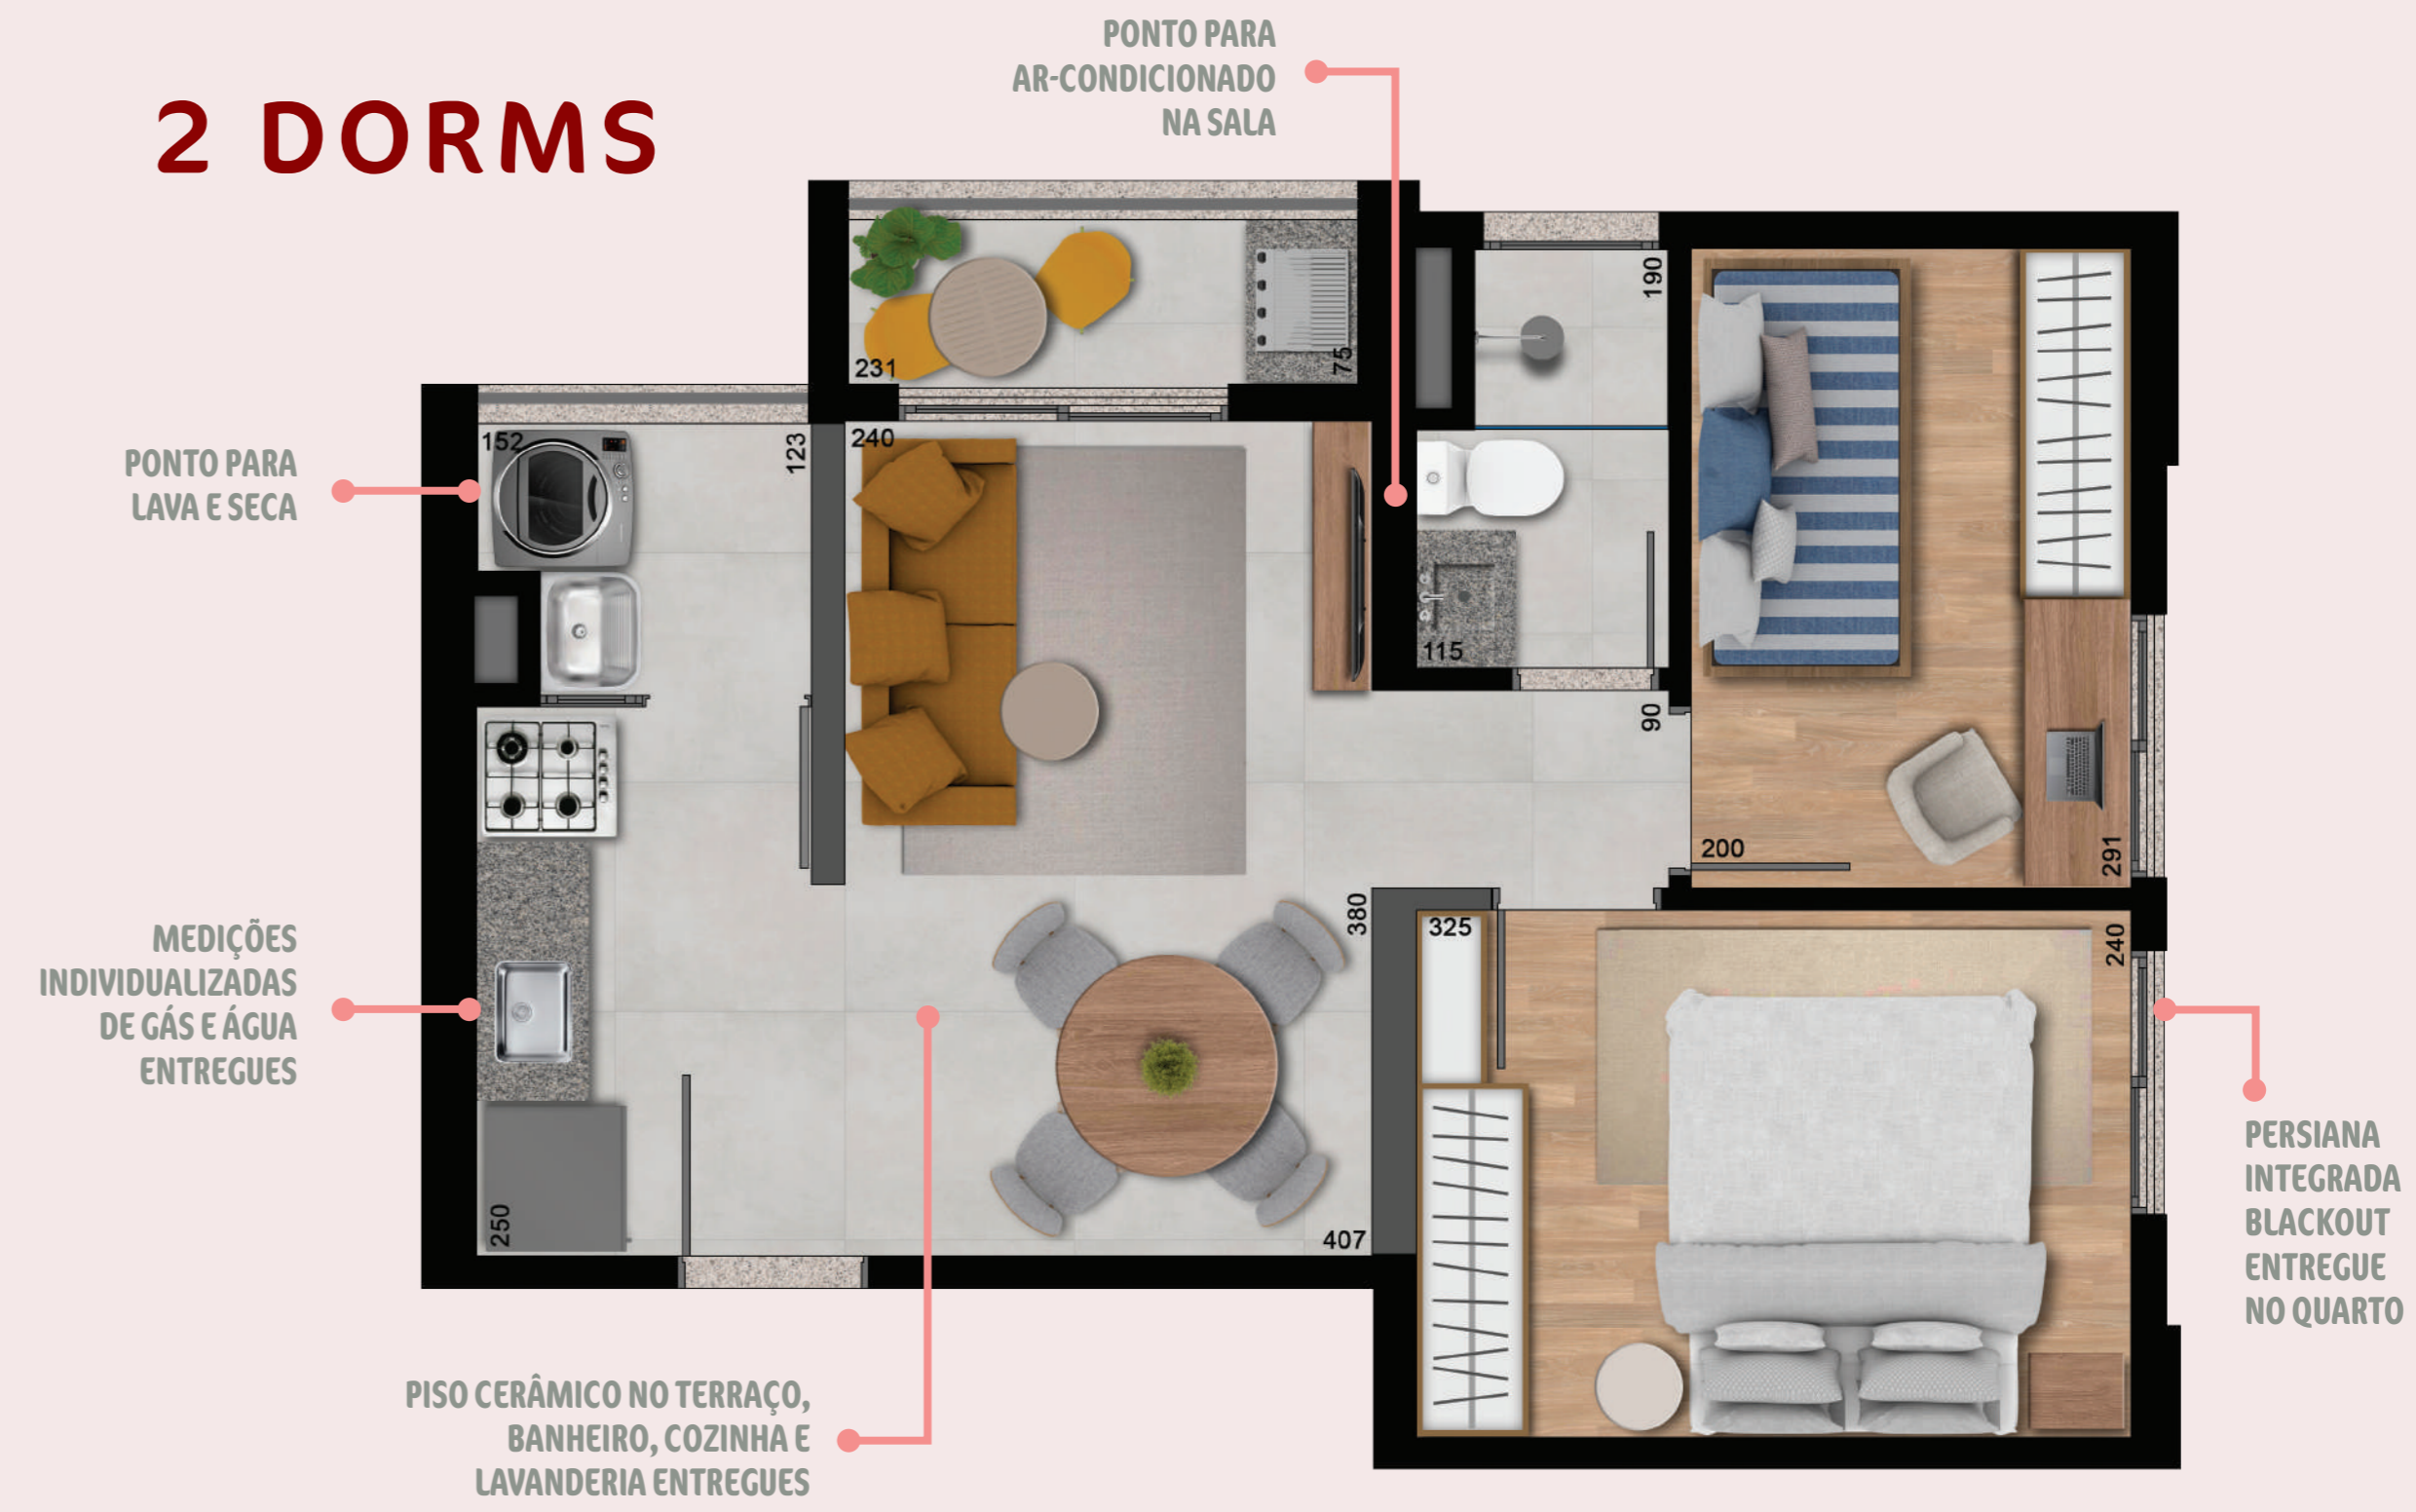 2 DORMS
PONTO PARA
AR-CONDICIONADO
NA SALA
PONTO PARA
LAVA E SECA
MEDIÇÕES
INDIVIDUALIZADAS
DE GÁS E ÁGUA
ENTREGUES
PISO CERÂMICO NO TERRAÇO,
BANHEIRO, COZINHA E
LAVANDERIA ENTREGUES
PERSIANA
INTEGRADA
BLACKOUT
ENTREGUE
NO QUARTO
231
75
190
152
123
240
115
90
200
291
380
325
240
250
407